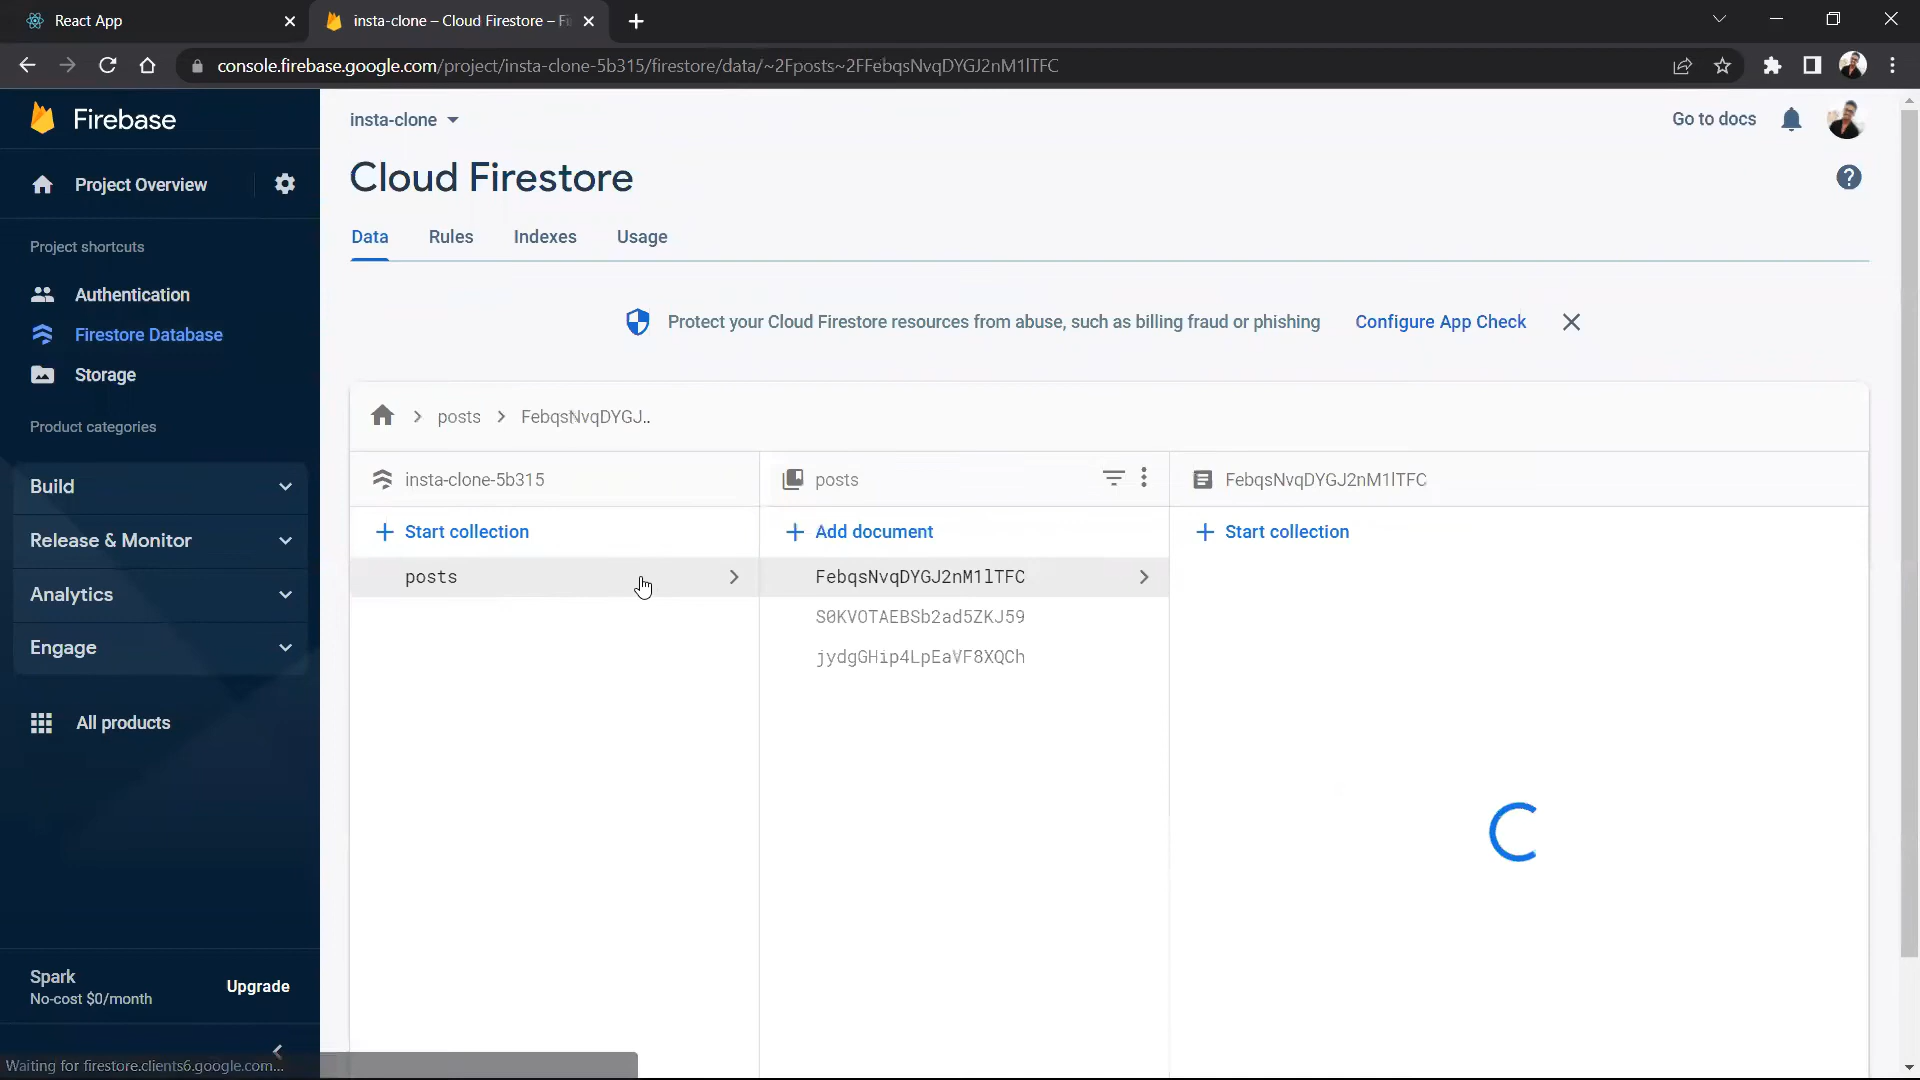 React App
insta-clone – Cloud Firestore – Fi
console.firebase.google.com/project/insta-clone-5b315/firestore/data/~2Fposts~2FFebqsNvqDYGJ2nM1lTFC
Firebase
insta-clone
Go to docs
Project Overview
Cloud Firestore
Data Rules Indexes Usage
Project shortcuts
Authentication
Firestore Database
Storage
Protect your Cloud Firestore resources from abuse, such as billing fraud or phishing
Configure App Check
posts
FebqsNvqDYGJ..
Product categories
Build
Release & Monitor
Analytics
Engage
All products
insta-clone-5b315
Start collection
posts
posts
Add document
FebqsNvqDYGJ2nM1lTFC
S0KVOTAEBSb2ad5ZKJ59
jydgGHip4LpEaVF8XQCh
FebqsNvqDYGJ2nM1lTFC
Start collection
Spark
No-cost $0/month
Upgrade
Waiting for firestore.clients6.google.com...